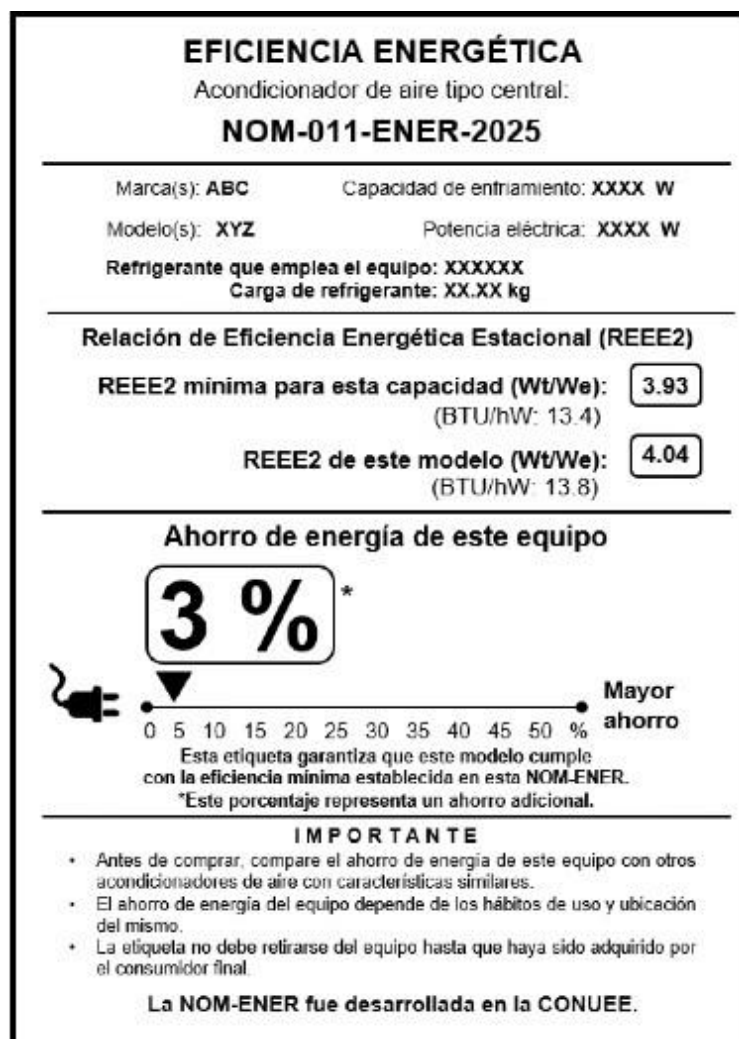 EFICIENCIA ENERGÉTICA
Acondicionador de aire tipo central:
NOM-011-ENER-2025
Marca(s): ABC Capacidad de enfriamiento: XXXX W
Modelo(s): XYZ Potencia eléctrica: XXXX W
Refrigerante que emplea el equipo: XXXXXX
Carga de refrigerante: XX.XX kg
Relación de Eficiencia Energética Estacional (REEE2)
REEE2 mínima para esta capacidad (Wt/We): 3.93
(BTU/hW: 13.4)
REEE2 de este modelo (Wt/We): 4.04
(BTU/hW: 13.8)
Ahorro de energía de este equipo
3 % *
Mayor
ahorro
0 5 10 15 20 25 30 35 40 45 50 %
Esta etiqueta garantiza que este modelo cumple
con la eficiencia mínima establecida en esta NOM-ENER.
*Este porcentaje representa un ahorro adicional.
IMPORTANTE
• Antes de comprar, compare el ahorro de energía de este equipo con otros
acondicionadores de aire con características similares.
• El ahorro de energía del equipo depende de los hábitos de uso y ubicación
del mismo.
• La etiqueta no debe retirarse del equipo hasta que haya sido adquirido por
el consumidor final.
La NOM-ENER fue desarrollada en la CONUEE.